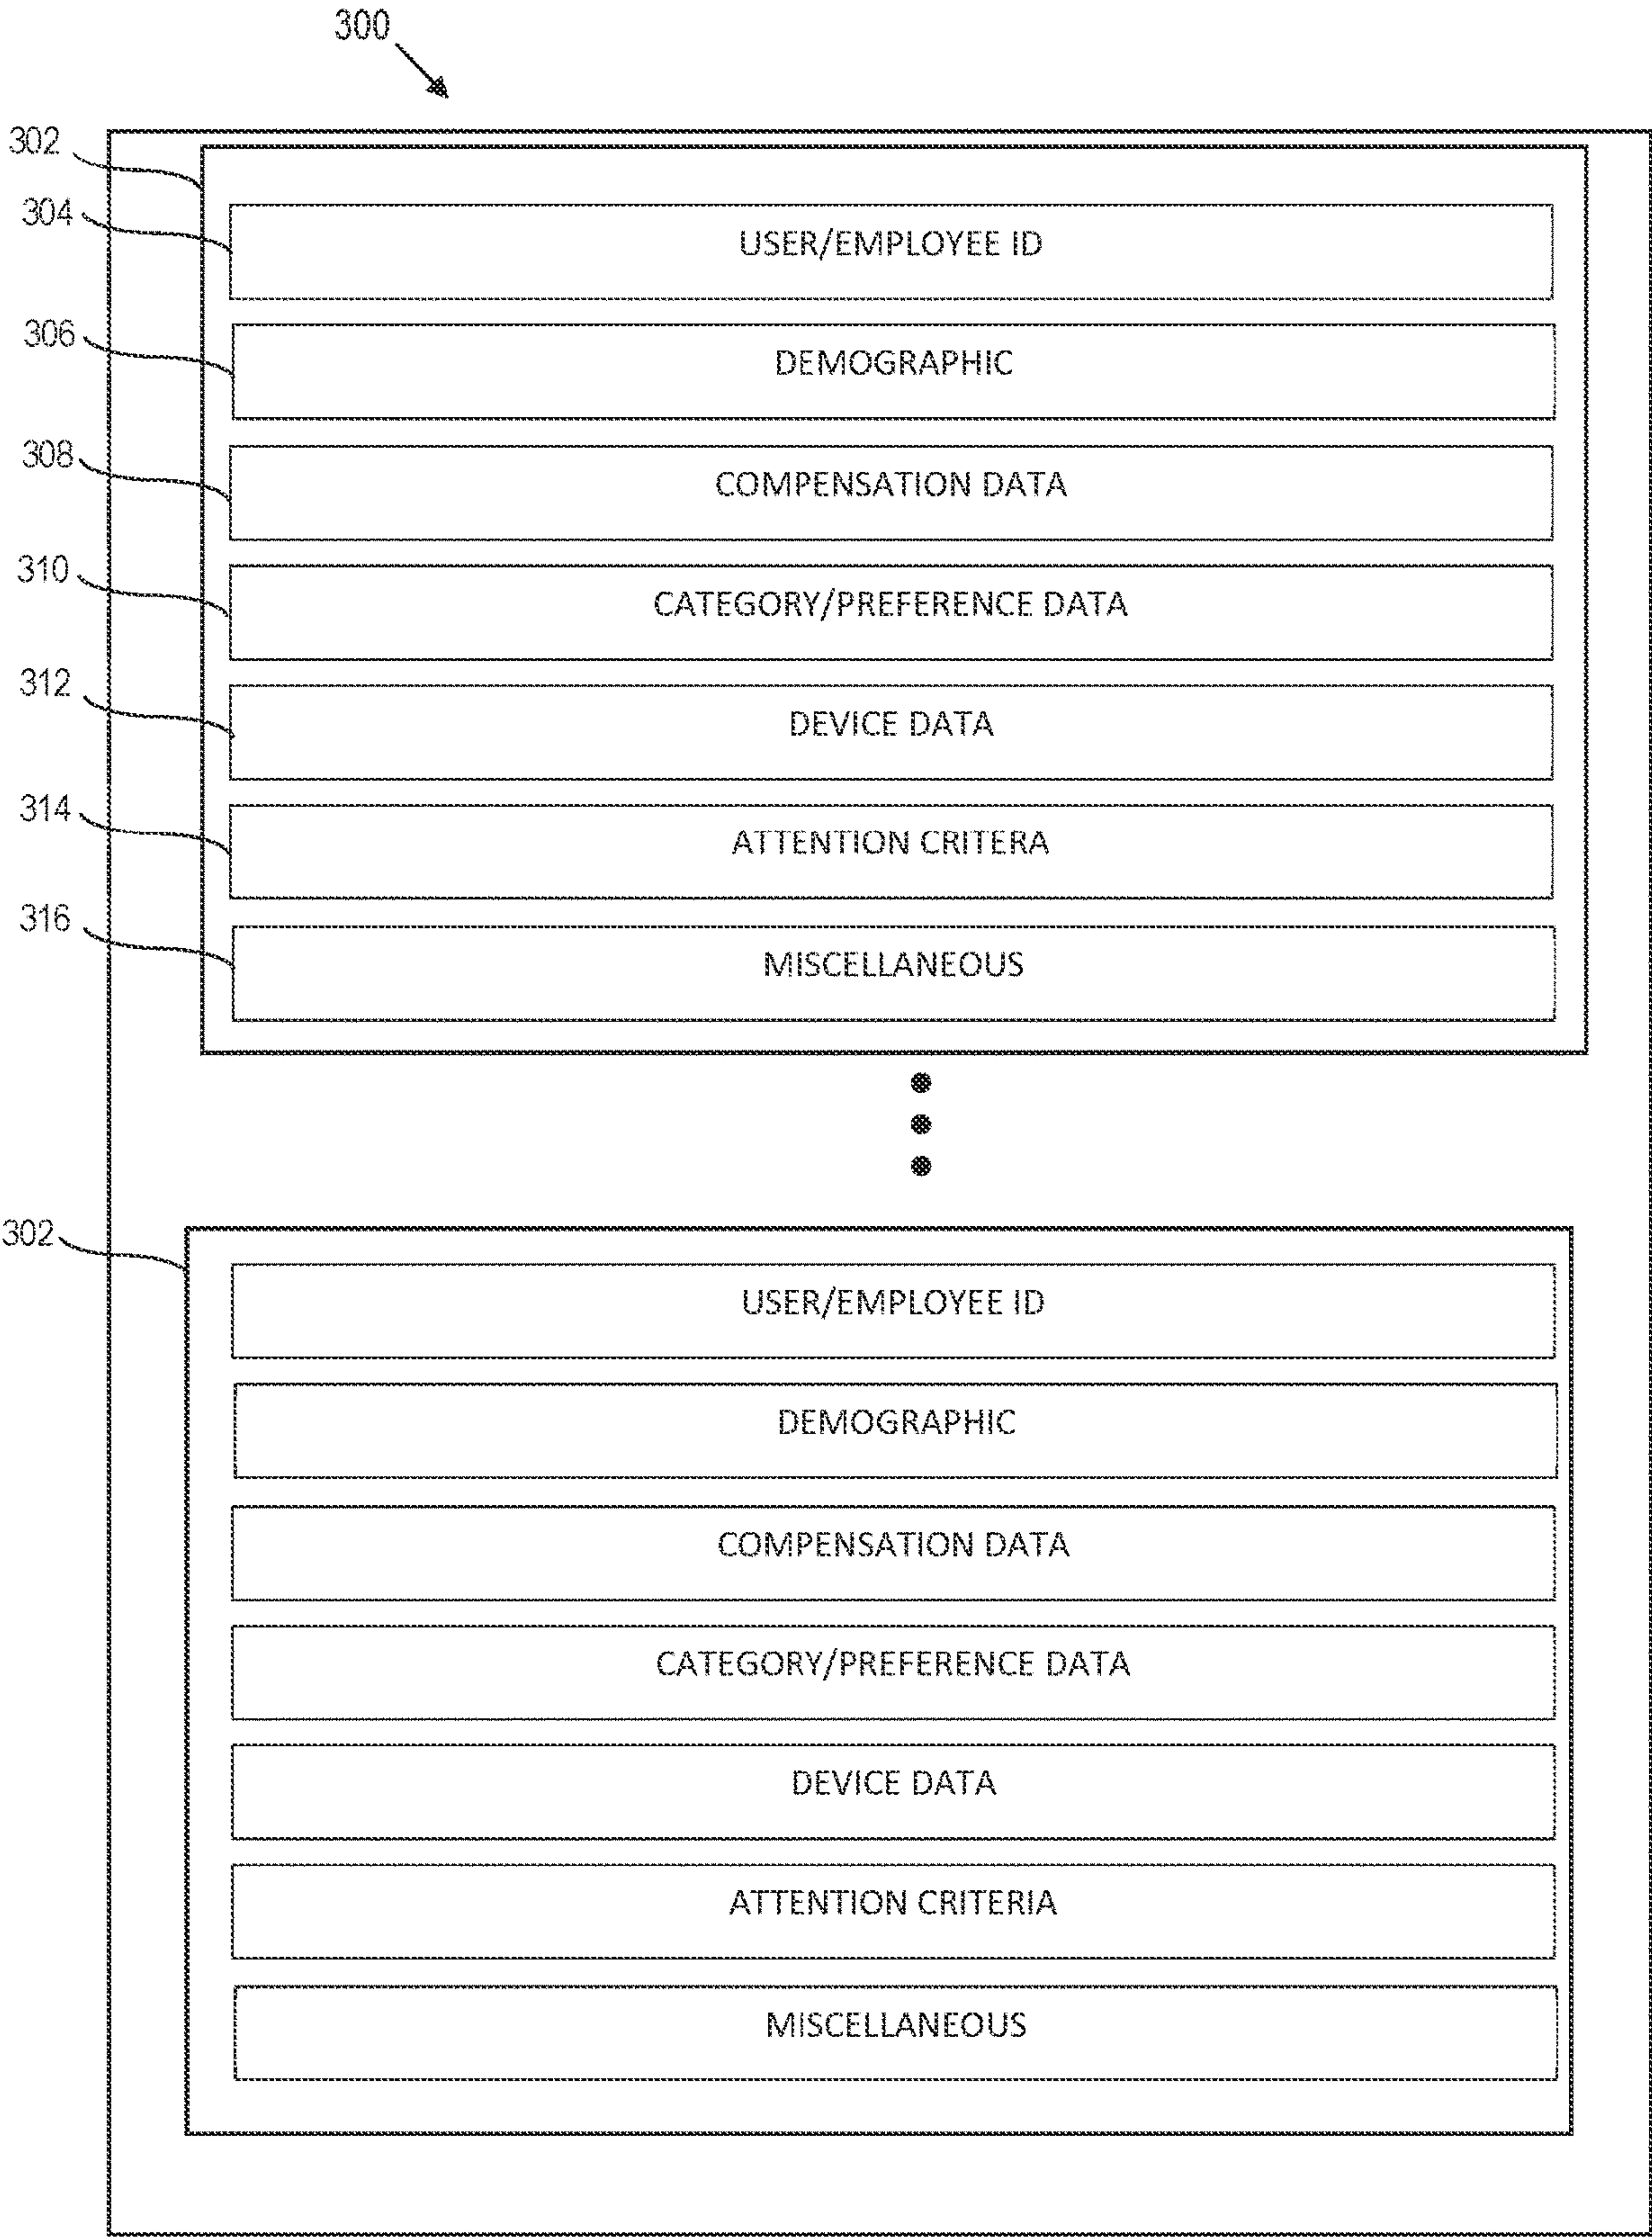 300
302
304
USER/EMPLOYEE ID
306
DEMOGRAPHIC
308
COMPENSATION DATA
310
CATEGORY/PREFERENCE DATA
312
DEVICE DATA
314
ATTENTION CRITERA
316
MISCELLANEOUS
302
USER/EMPLOYEE ID
DEMOGRAPHIC
COMPENSATION DATA
CATEGORY/PREFERENCE DATA
DEVICE DATA
ATTENTION CRITERIA
MISCELLANEOUS